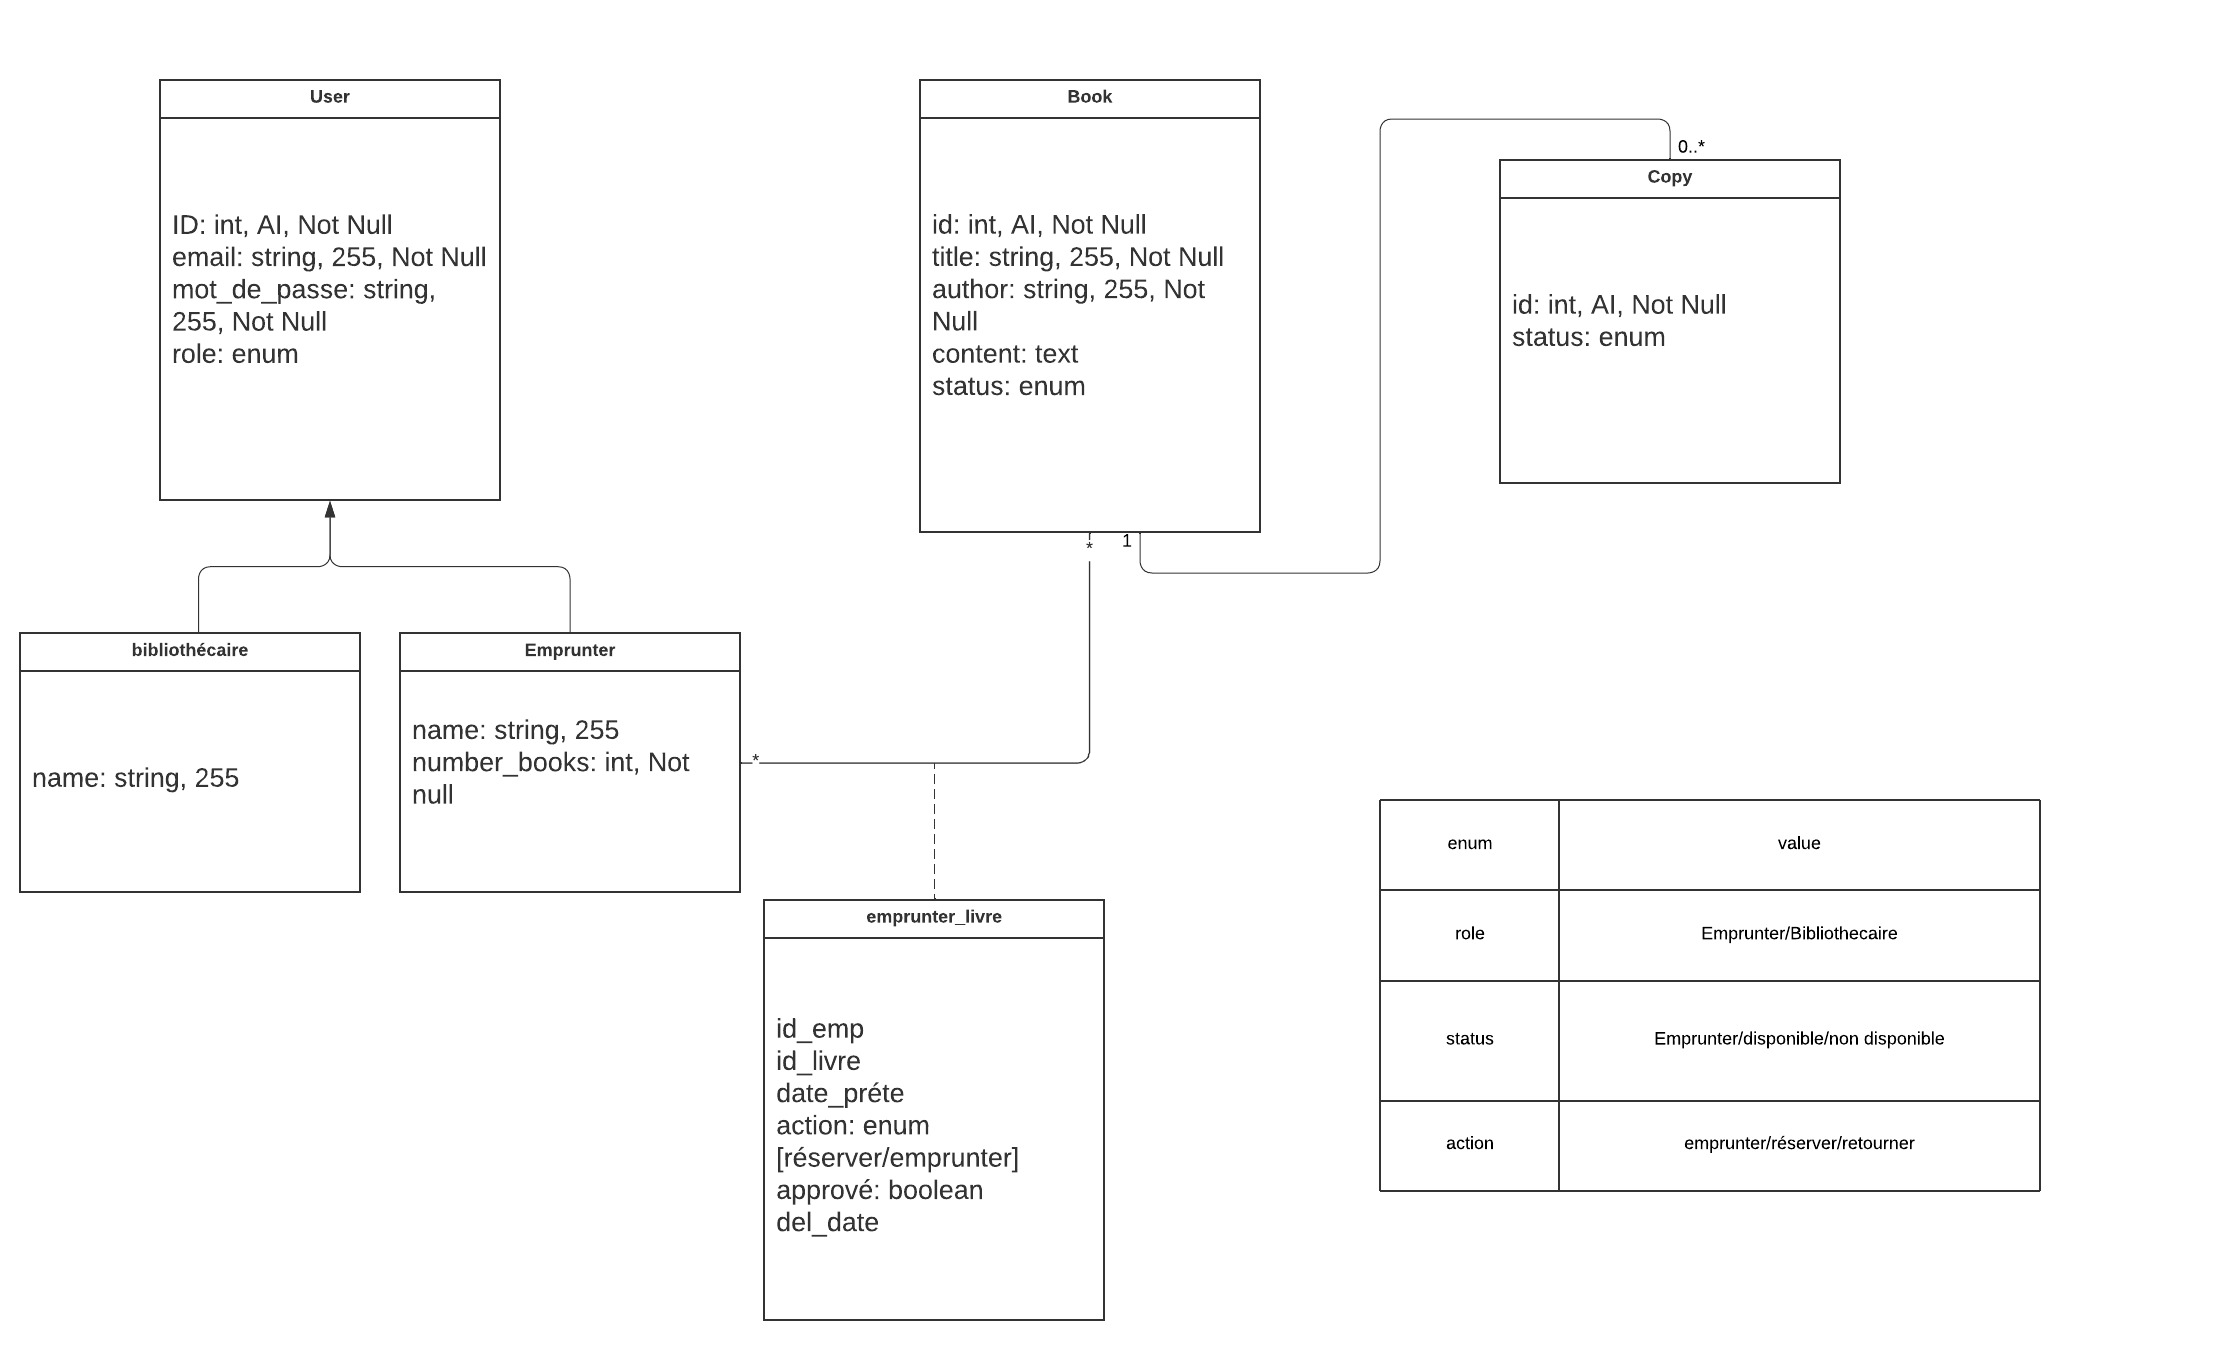 User
ID: int, AI, Not Null
email: string, 255, Not Null
mot_de_passe: string,
255, Not Null
role: enum
Book
id: int, AI, Not Null
title: string, 255, Not Null
author: string, 255, Not
Null
content: text
status: enum
0..*
Copy
id: int, AI, Not Null
status: enum
*
1
bibliothécaire
name: string, 255
Emprunter
name: string, 255
number_books: int, Not
null
*
emprunter_livre
id_emp
id_livre
date_préte
action: enum
[réserver/emprunter]
apprové: boolean
del_date
enum value
role Emprunter/Bibliothecaire
status Emprunter/disponible/non disponible
action emprunter/réserver/retourner